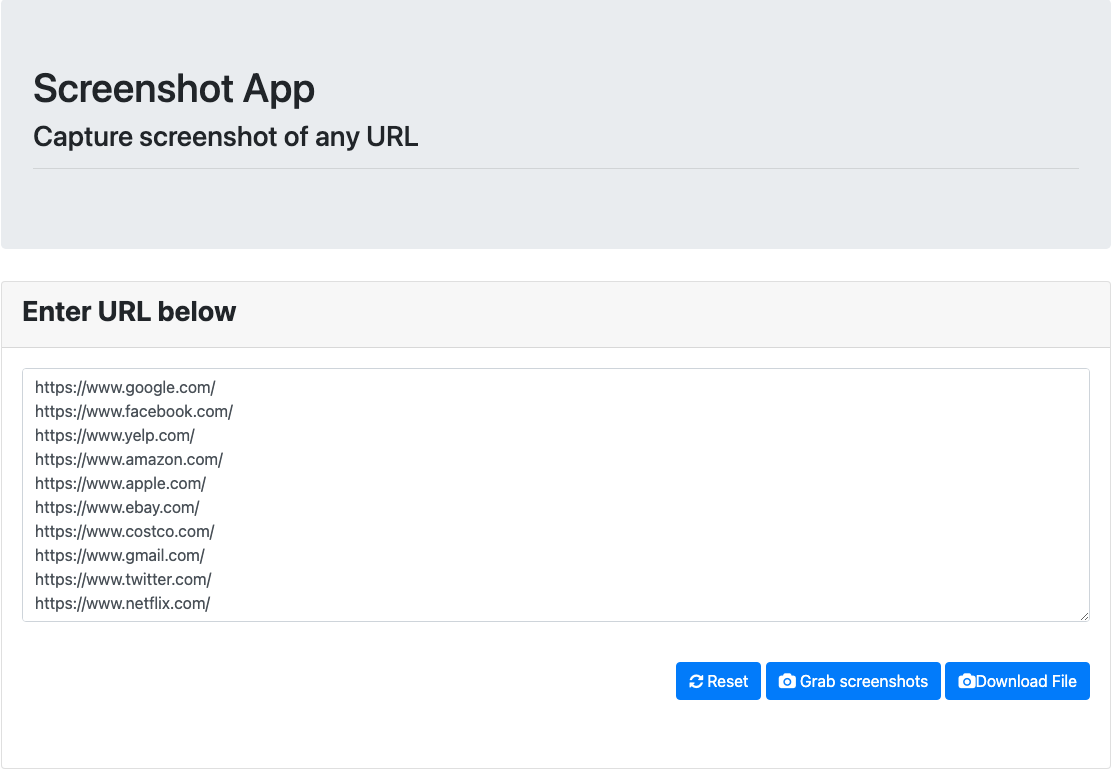 Screenshot App
Capture screenshot of any URL
Enter URL below
https://www.google.com/
https://www.facebook.com/
https://www.yelp.com/
https://www.amazon.com/
https://www.apple.com/
https://www.ebay.com/
https://www.costco.com/
https://www.gmail.com/
https://www.twitter.com/
https://www.netflix.com/
Reset Grab screenshots Download File